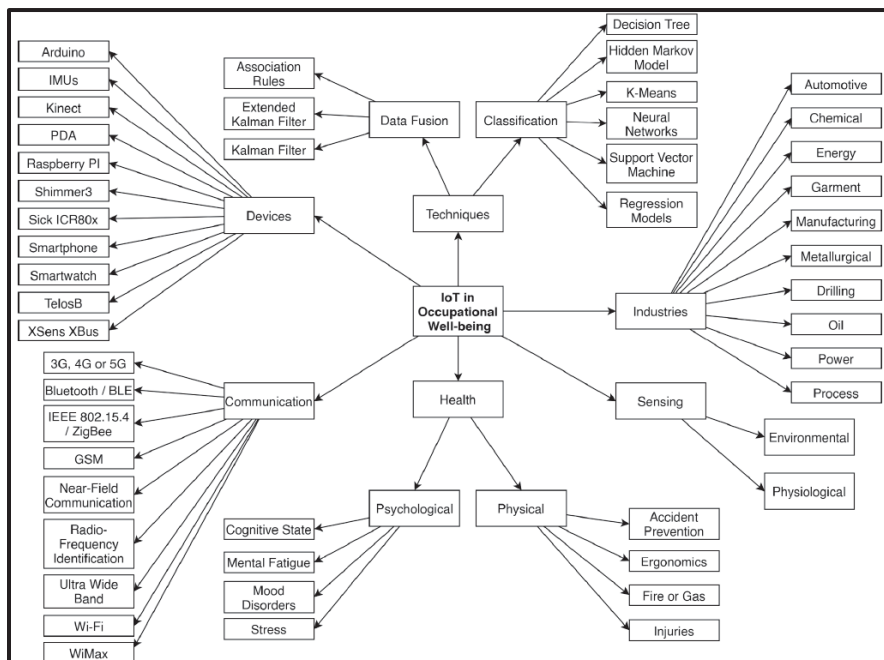 Arduino
IMUs
Kinect
PDA
Raspberry PI
Shimmer3
Sick ICR80x
Smartphone
Smartwatch
TelosB
XSens XBus
Devices
Association
Rules
Extended
Kalman Filter
Kalman Filter
Data Fusion
Classification
Decision Tree
Hidden Markov
Model
K-Means
Neural
Networks
Support Vector
Machine
Regression
Models
Techniques
IoT in
Occupational
Well-being
Industries
Automotive
Chemical
Energy
Garment
Manufacturing
Metallurgical
Drilling
Oil
Power
Process
Communication
3G, 4G or 5G
Bluetooth / BLE
IEEE 802.15.4
/ ZigBee
GSM
Near-Field
Communication
Radio-
Frequency
Identification
Ultra Wide
Band
Wi-Fi
WiMax
Health
Psychological
Cognitive State
Mental Fatigue
Mood
Disorders
Stress
Physical
Accident
Prevention
Ergonomics
Fire or Gas
Injuries
Sensing
Environmental
Physiological